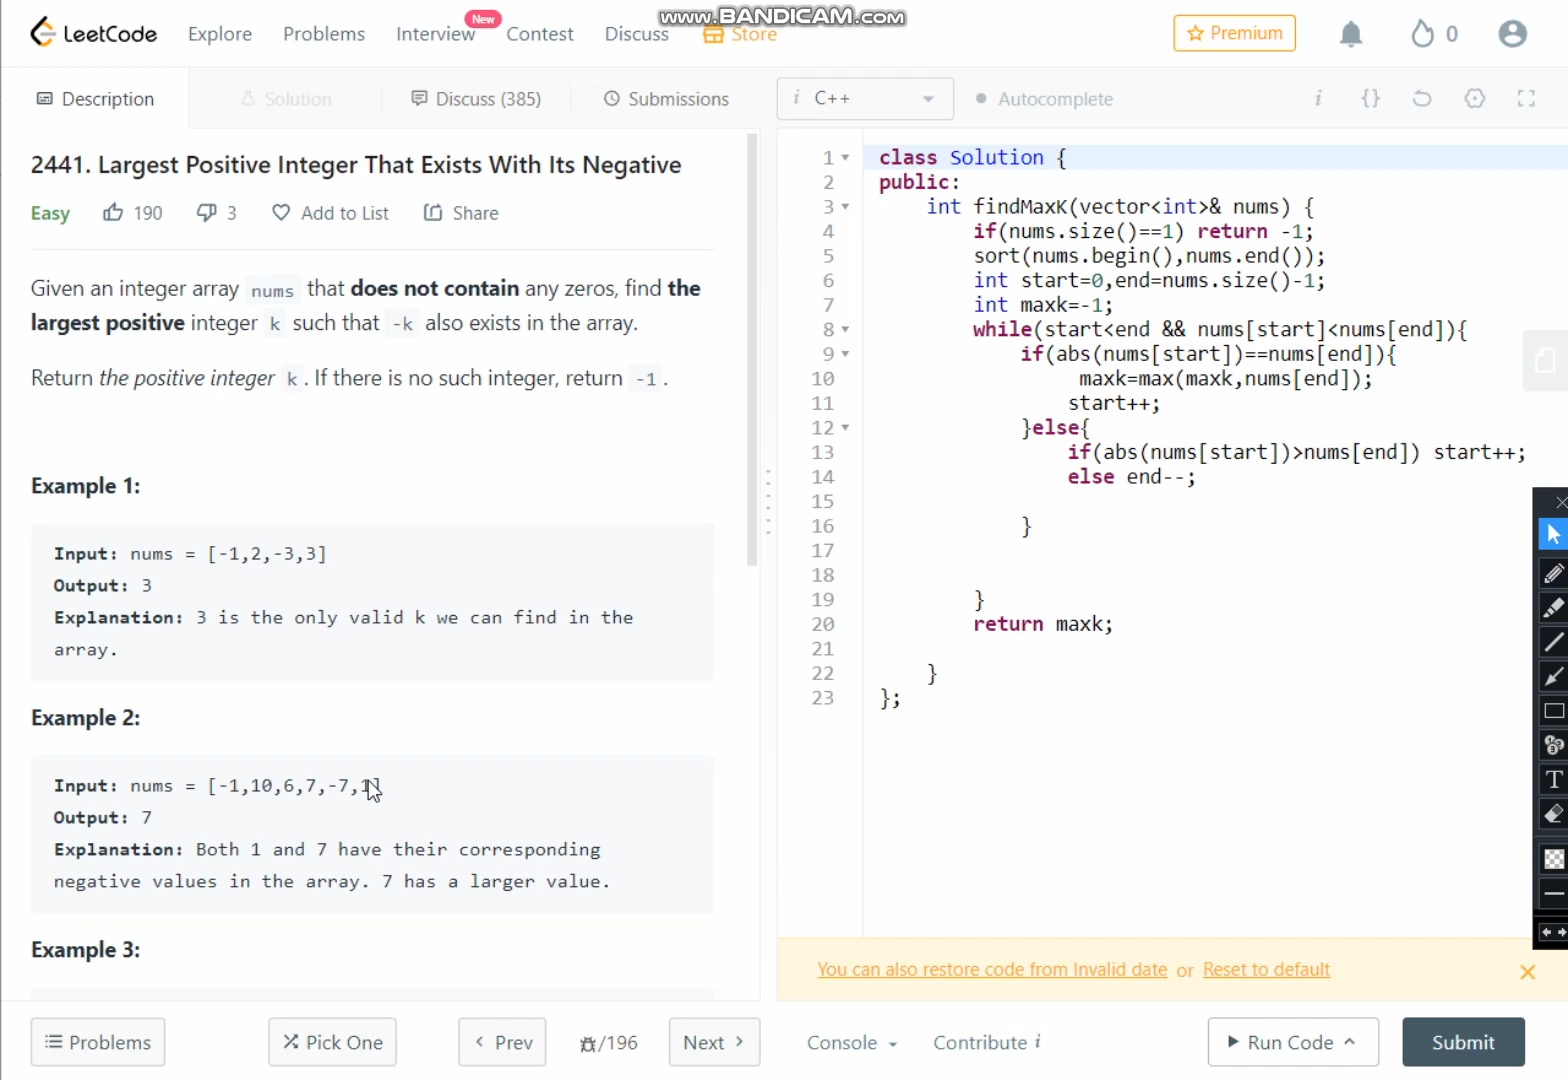 www.BANDICAM.com
LeetCode Explore Problems Interview New Contest Discuss Store Premium 0
Description Solution Discuss (385) Submissions i C++ Autocomplete i {}
2441. Largest Positive Integer That Exists With Its Negative
Easy 190 3 Add to List Share
Given an integer array nums that does not contain any zeros, find the
largest positive integer k such that -k also exists in the array.
Return the positive integer k. If there is no such integer, return -1.
Example 1:
Input: nums = [-1,2,-3,3]
Output: 3
Explanation: 3 is the only valid k we can find in the
array.
Example 2:
Input: nums = [-1,10,6,7,-7,1]
Output: 7
Explanation: Both 1 and 7 have their corresponding
negative values in the array. 7 has a larger value.
Example 3:
1 class Solution {
2 public:
3     int findMaxK(vector<int>& nums) {
4         if(nums.size()==1) return -1;
5         sort(nums.begin(),nums.end());
6         int start=0,end=nums.size()-1;
7         int maxk=-1;
8         while(start<end && nums[start]<nums[end]){
9             if(abs(nums[start])==nums[end]){
10                  maxk=max(maxk,nums[end]);
11                 start++;
12             }else{
13                 if(abs(nums[start])>nums[end]) start++;
14                 else end--;
15
16             }
17
18
19         }
20         return maxk;
21
22     }
23 };
You can also restore code from Invalid date or Reset to default
Problems Pick One Prev /196 Next Console Contribute i Run Code Submit